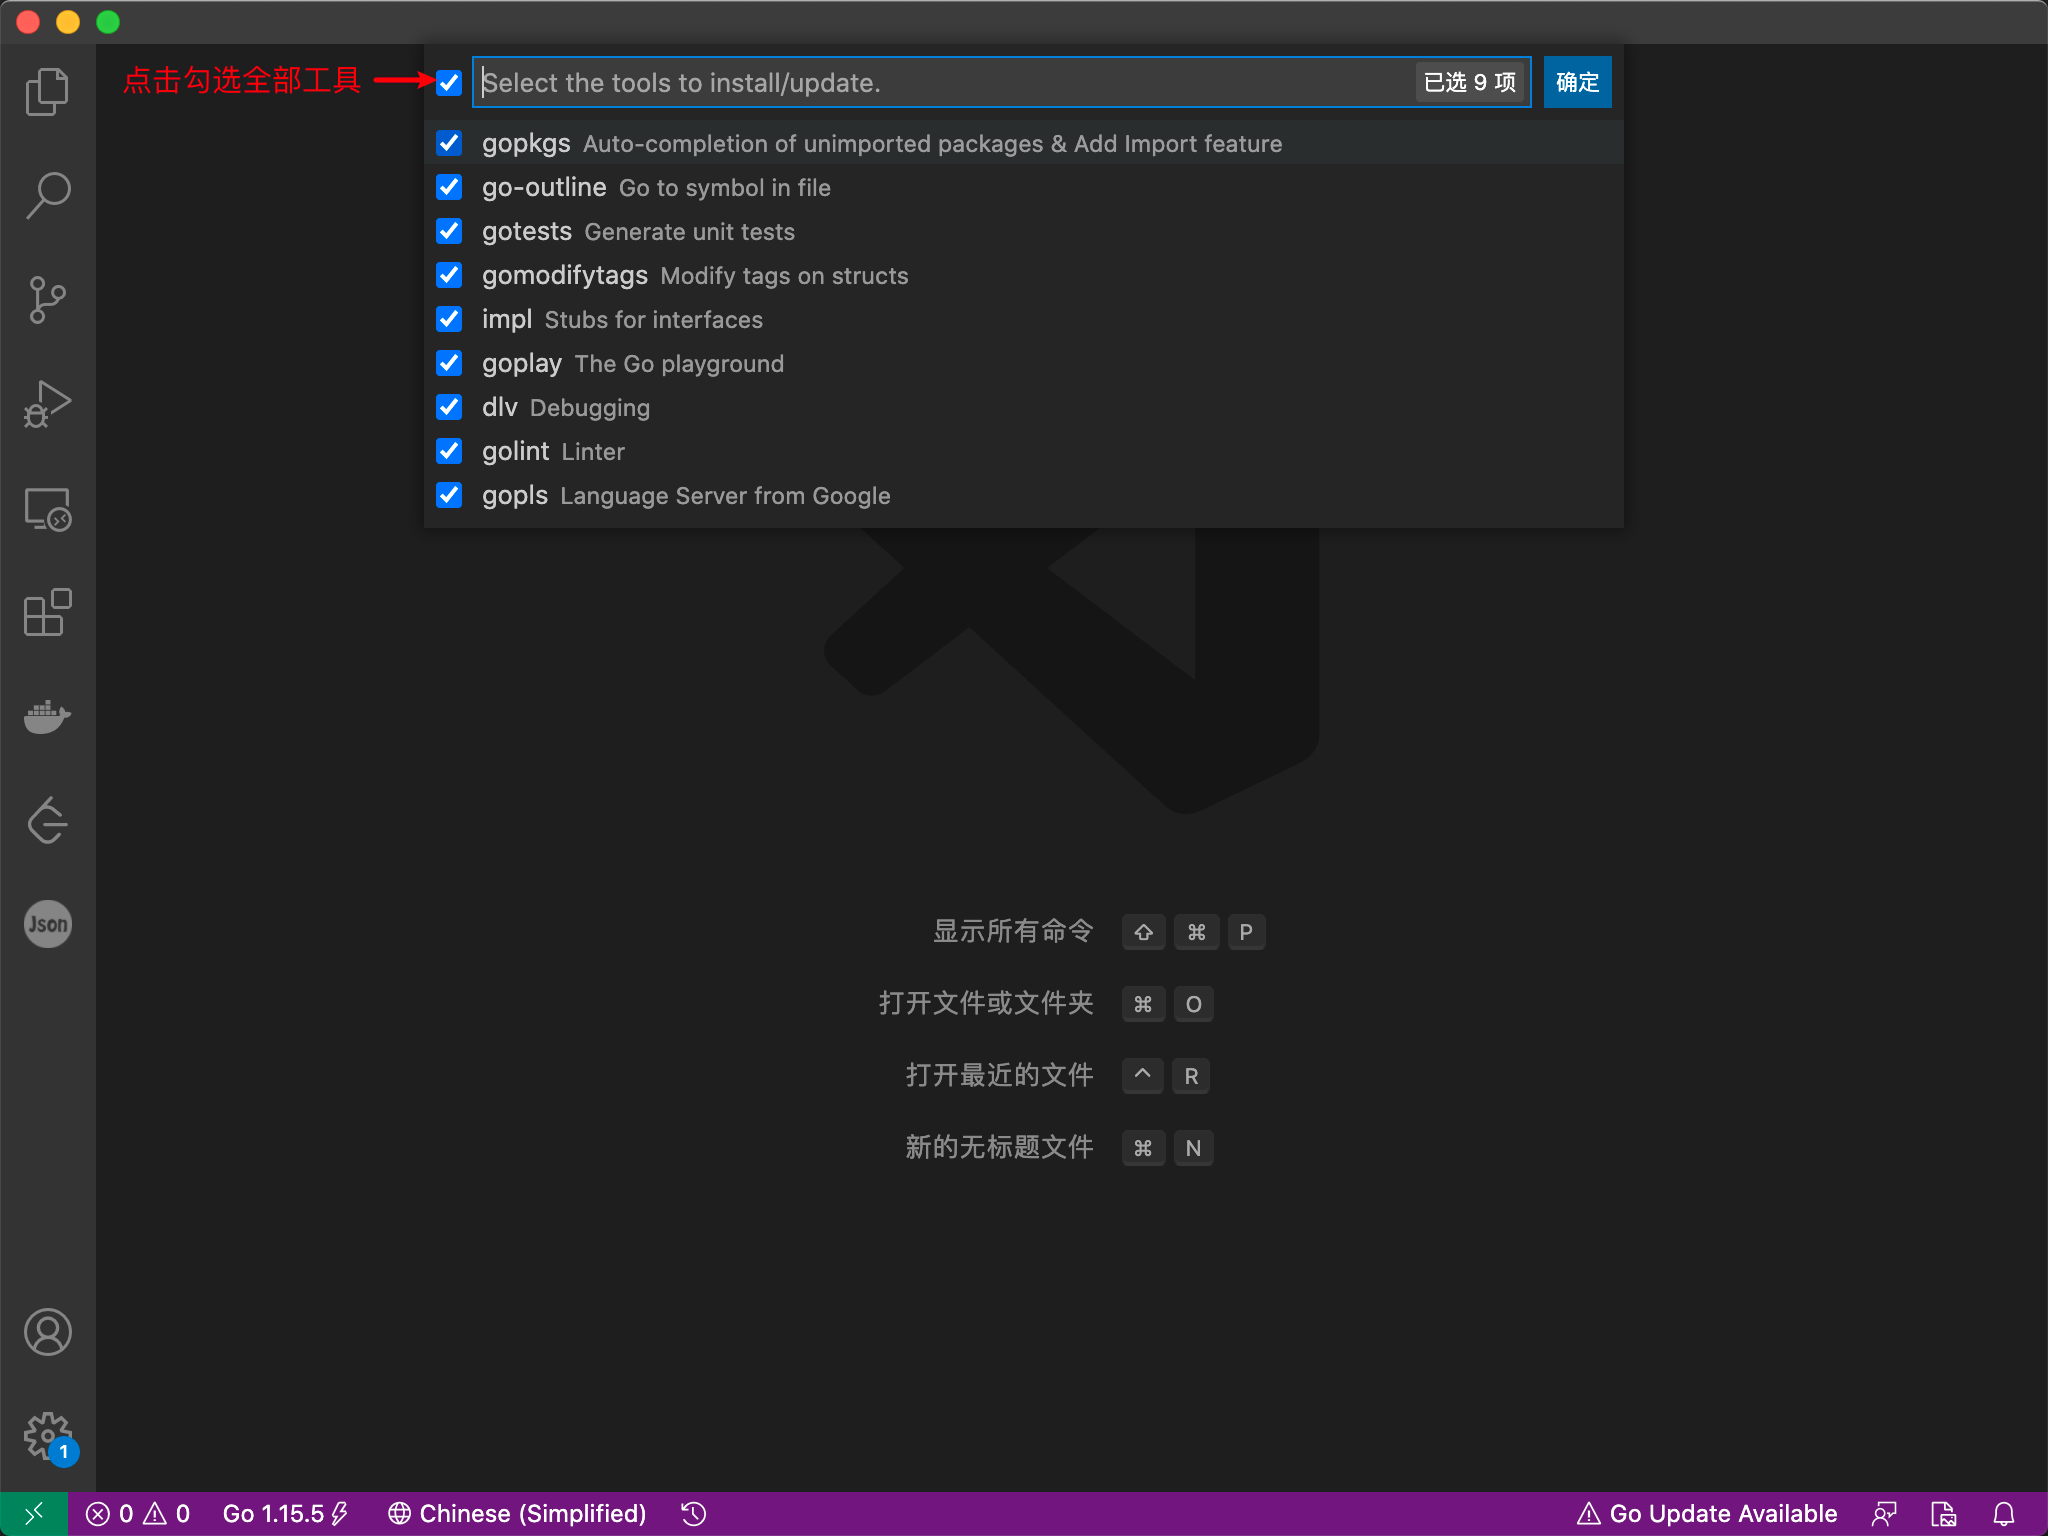 点击勾选全部工具
Select the tools to install/update. 已选 9 项 确定
gopkgs Auto-completion of unimported packages & Add Import feature
go-outline Go to symbol in file
gotests Generate unit tests
gomodifytags Modify tags on structs
impl Stubs for interfaces
goplay The Go playground
dlv Debugging
golint Linter
gopls Language Server from Google
Json
显示所有命令 ⇧ ⌘ P
打开文件或文件夹 ⌘ O
打开最近的文件 ^ R
新的无标题文件 ⌘ N
1
0 0 Go 1.15.5 Chinese (Simplified) Go Update Available